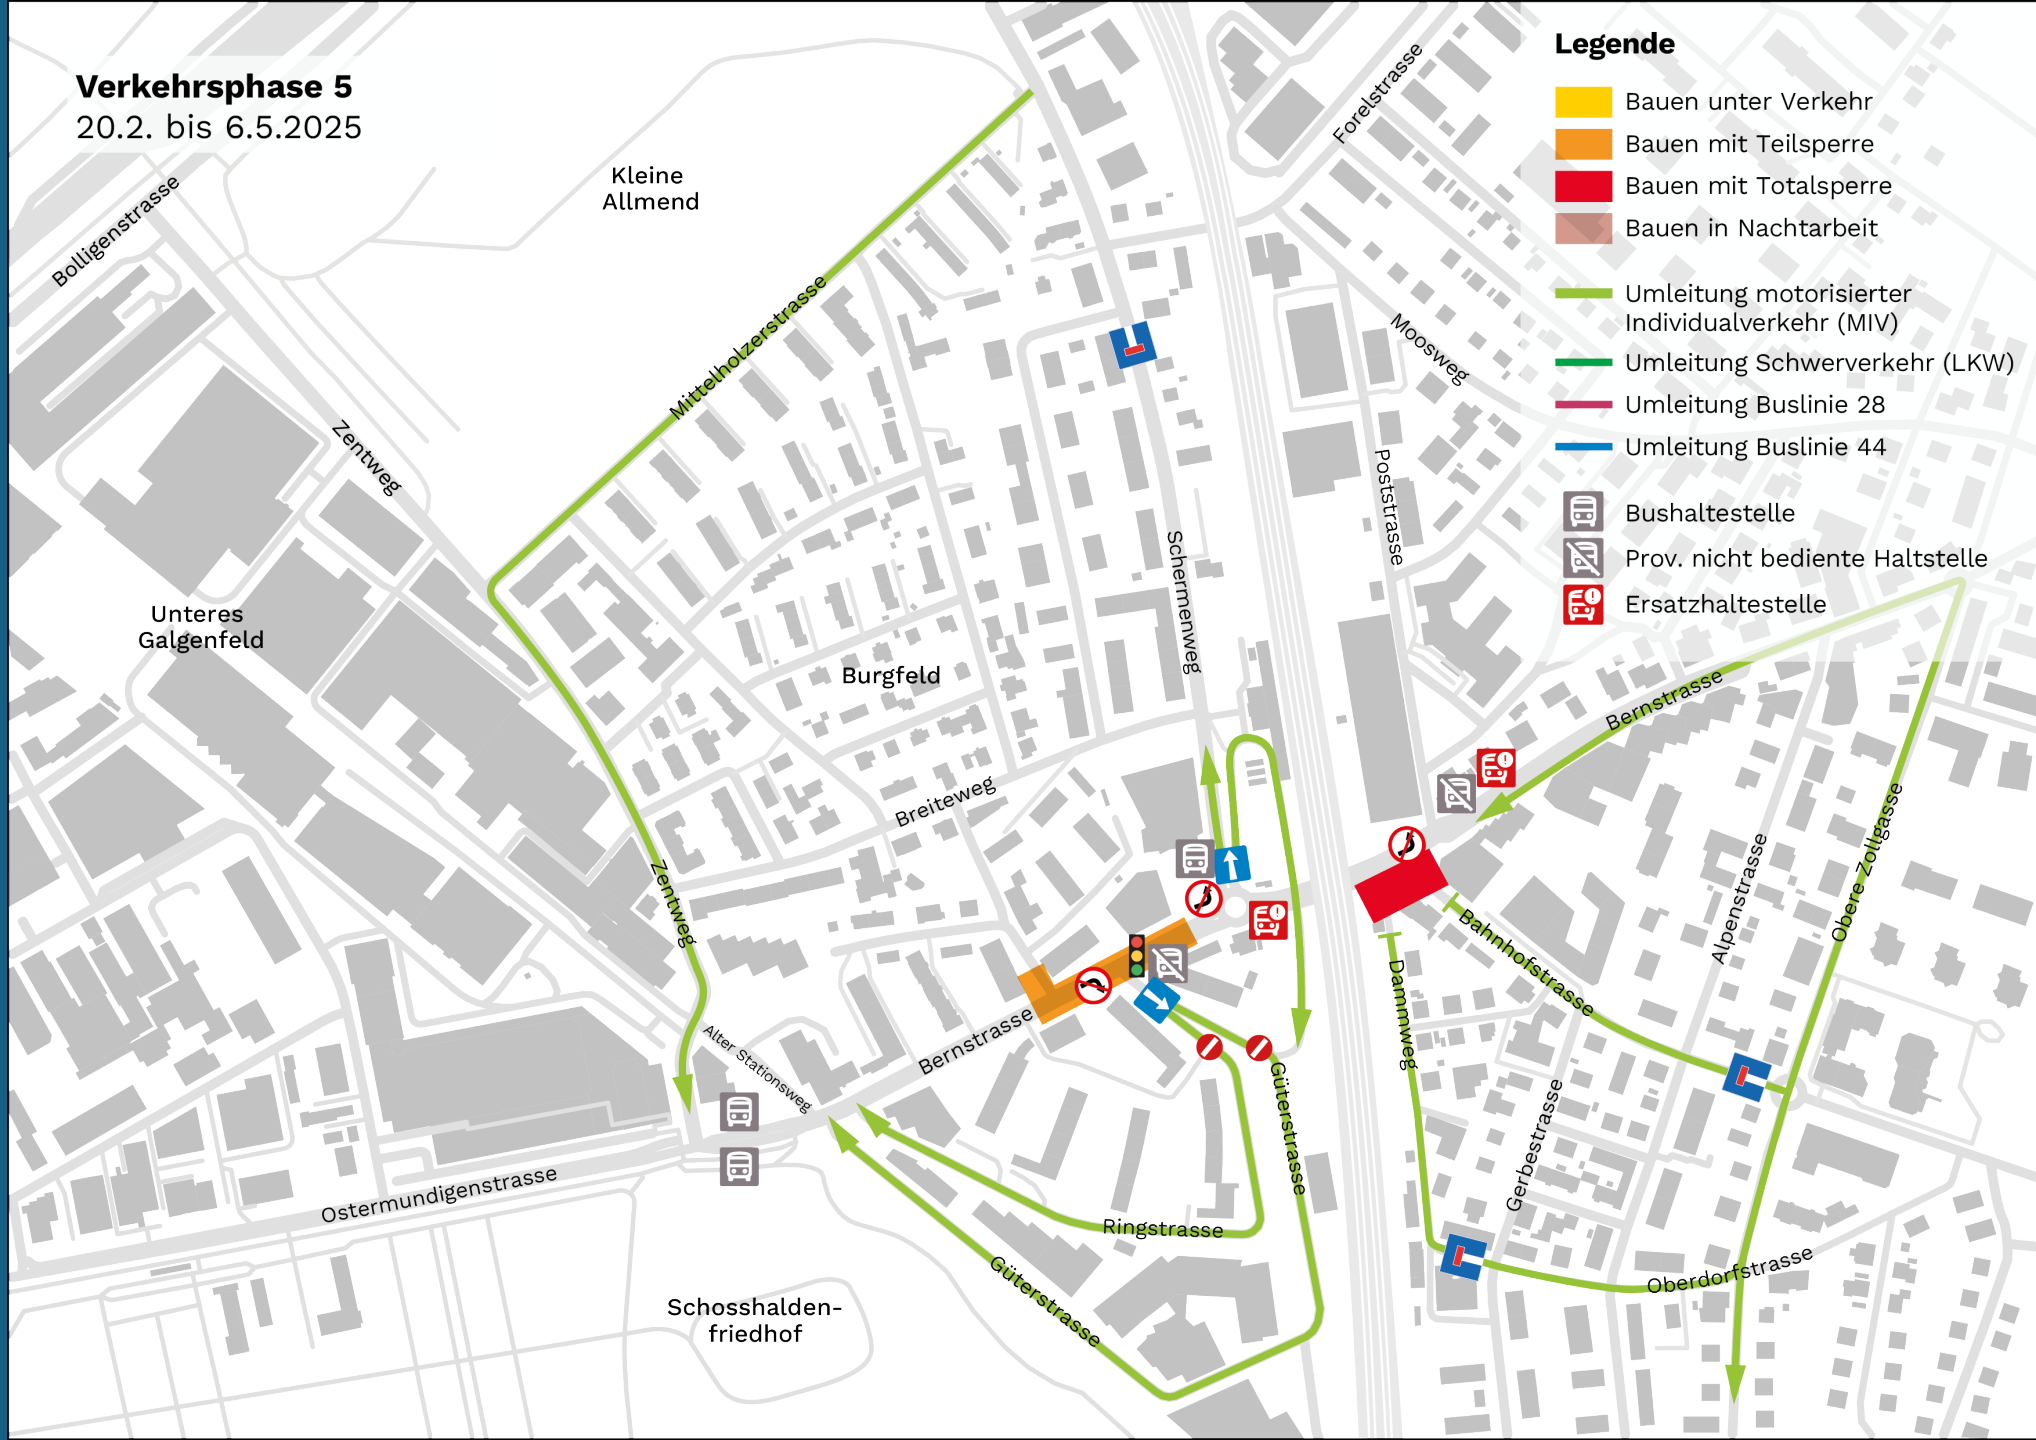 Verkehrsphase 5
20.2. bis 6.5.2025
Legende
Bauen unter Verkehr
Bauen mit Teilsperre
Bauen mit Totalsperre
Bauen in Nachtarbeit
Umleitung motorisierter
Individualverkehr (MIV)
Umleitung Schwerverkehr (LKW)
Umleitung Buslinie 28
Umleitung Buslinie 44
Bushaltestelle
Prov. nicht bediente Haltstelle
Ersatzhaltestelle
Bolligenstrasse
Kleine
Allmend
Forelstrasse
Mittelholzerstrasse
Moosweg
Zentweg
Poststrasse
Schermenweg
Unteres
Galgenfeld
Burgfeld
Bernstrasse
Breiteweg
Zentweg
Alpenstrasse
Obere Zollgasse
Bahnhofstrasse
Dammweg
Bernstrasse
Alter Stationsweg
Güterstrasse
Gerbestrasse
Ostermundigenstrasse
Ringstrasse
Güterstrasse
Oberdorfstrasse
Schosshalden-
friedhof